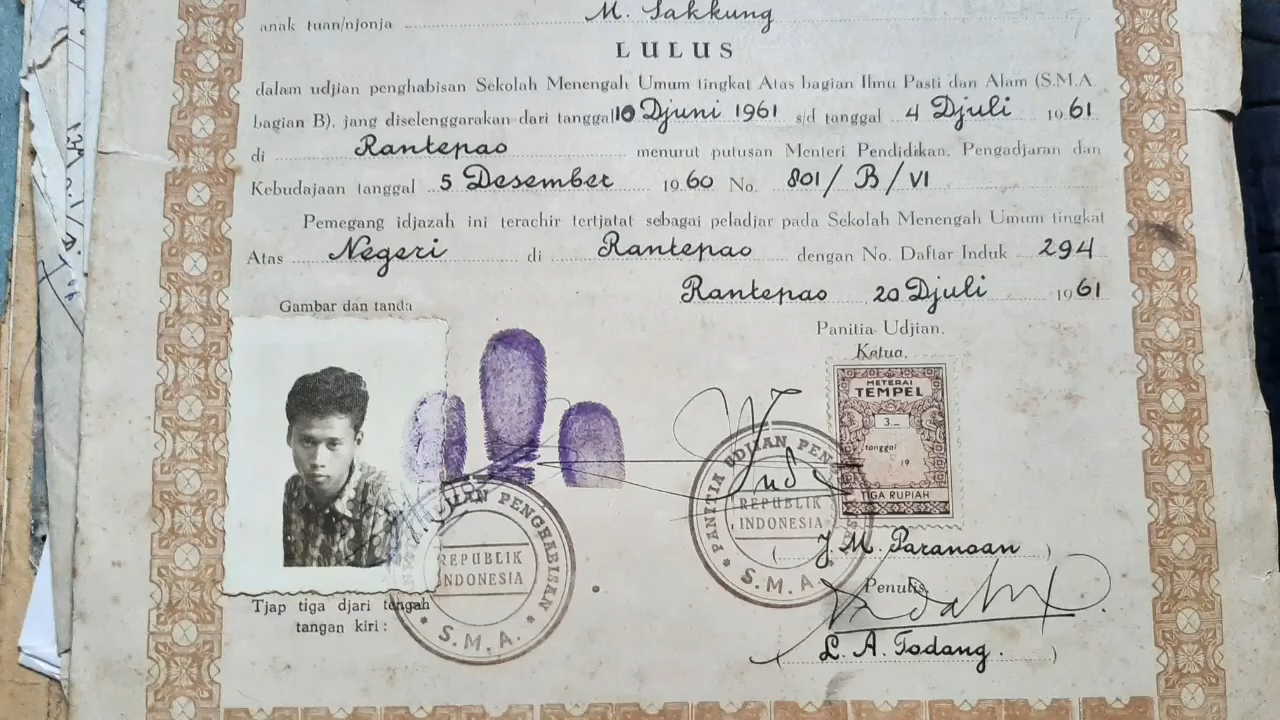 anak tuan/njonja M. Sakkung
LULUS
dalam udjian penghabisan Sekolah Menengah Umum tingkat Atas bagian Ilmu Pasti dan Alam (S.M.A.
bagian B), jang diselenggarakan dari tanggal 10 Djuni 1961 s/d tanggal 4 Djuli 1961
di Rantepao menurut putusan Menteri Pendidikan, Pengadjaran dan
Kebudajaan tanggal 5 Desember 1960 No. 801/B/VI
Pemegang idjazah ini terachir tertjatat sebagai peladjar pada Sekolah Menengah Umum tingkat
Atas Negeri di Rantepao dengan No. Daftar Induk 294
Rantepao 20 Djuli 1961
Gambar dan tanda
Panitia Udjian,
Ketua,
METERAI
TEMPEL
3.-
tanggal
19
TIGA RUPIAH
PANITIA UDJIAN PEN
REPUBLIK
INDONESIA
S.M.A.
UDJIAN PENGHABISAN
REPUBLIK
INDONESIA
S.M.A.
( J. M. Paranoan )
Penulis
( L. A. Todang. )
Tjap tiga djari tengah
tangan kiri :